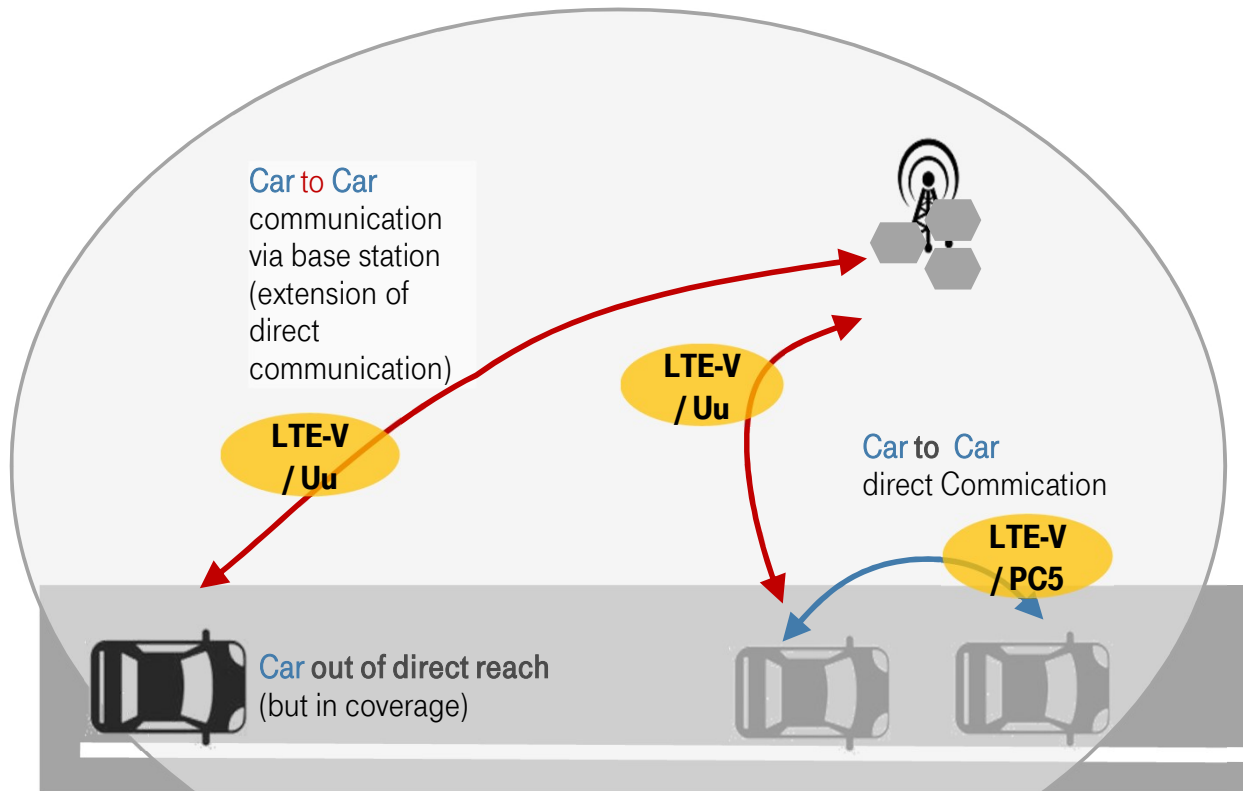 Car to Car
communication
via base station
(extension of
direct
communication)
LTE-V
/ Uu
LTE-V
/ Uu
Car to Car
direct Commication
LTE-V
/ PC5
Car out of direct reach
(but in coverage)